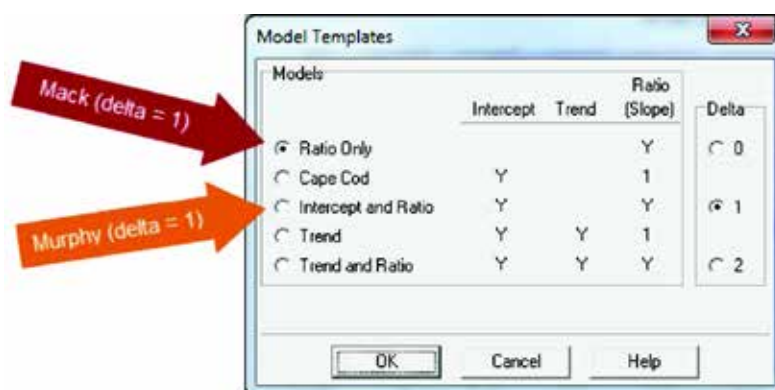 Model Templates
Mack (delta = 1)
Models
Intercept Trend Ratio (Slope)
Delta
Ratio Only Y
0
Cape Cod Y 1
Murphy (delta = 1)
Intercept and Ratio Y Y
1
Trend Y Y 1
Trend and Ratio Y Y Y
2
OK Cancel Help